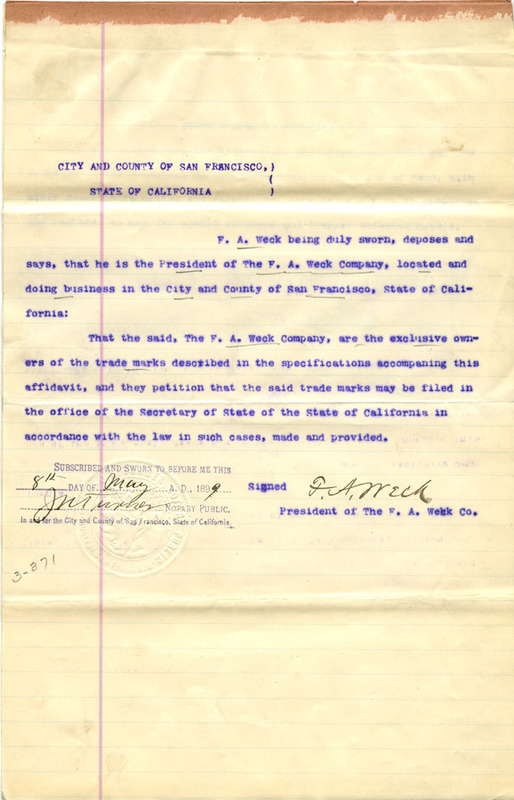 CITY AND COUNTY OF SAN FRANCISCO,)
(
STATE OF CALIFORNIA )
F. A. Weck being duly sworn, deposes and
says, that he is the President of The F. A. Weck Company, located and
doing business in the City and County of San Francisco, State of Cali-
fornia:
That the said, The F. A. Weck Company, are the exclusive own-
ers of the trade marks described in the specifications accompaning this
affidavit, and they petition that the said trade marks may be filed in
the office of the Secretary of State of the State of California in
accordance with the law in such cases, made and provided.
SUBSCRIBED AND SWORN TO BEFORE ME THIS
8th DAY OF May A.D., 1899
NOTARY PUBLIC.
In and for the City and County of San Francisco, State of California.
Signed F. A. Weck
President of The F. A. Weck Co.
3-371